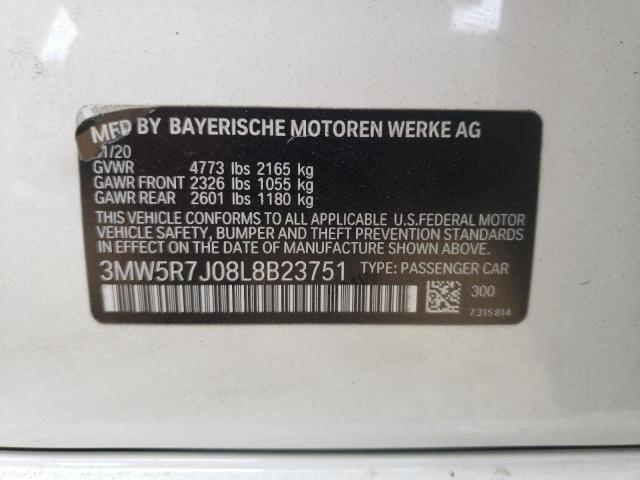 MFD BY BAYERISCHE MOTOREN WERKE AG
01/20
GVWR 4773 lbs 2165 kg
GAWR FRONT 2326 lbs 1055 kg
GAWR REAR 2601 lbs 1180 kg
THIS VEHICLE CONFORMS TO ALL APPLICABLE U.S.FEDERAL MOTOR
VEHICLE SAFETY, BUMPER AND THEFT PREVENTION STANDARDS
IN EFFECT ON THE DATE OF MANUFACTURE SHOWN ABOVE.
3MW5R7J08L8B23751 TYPE: PASSENGER CAR
300
7315814